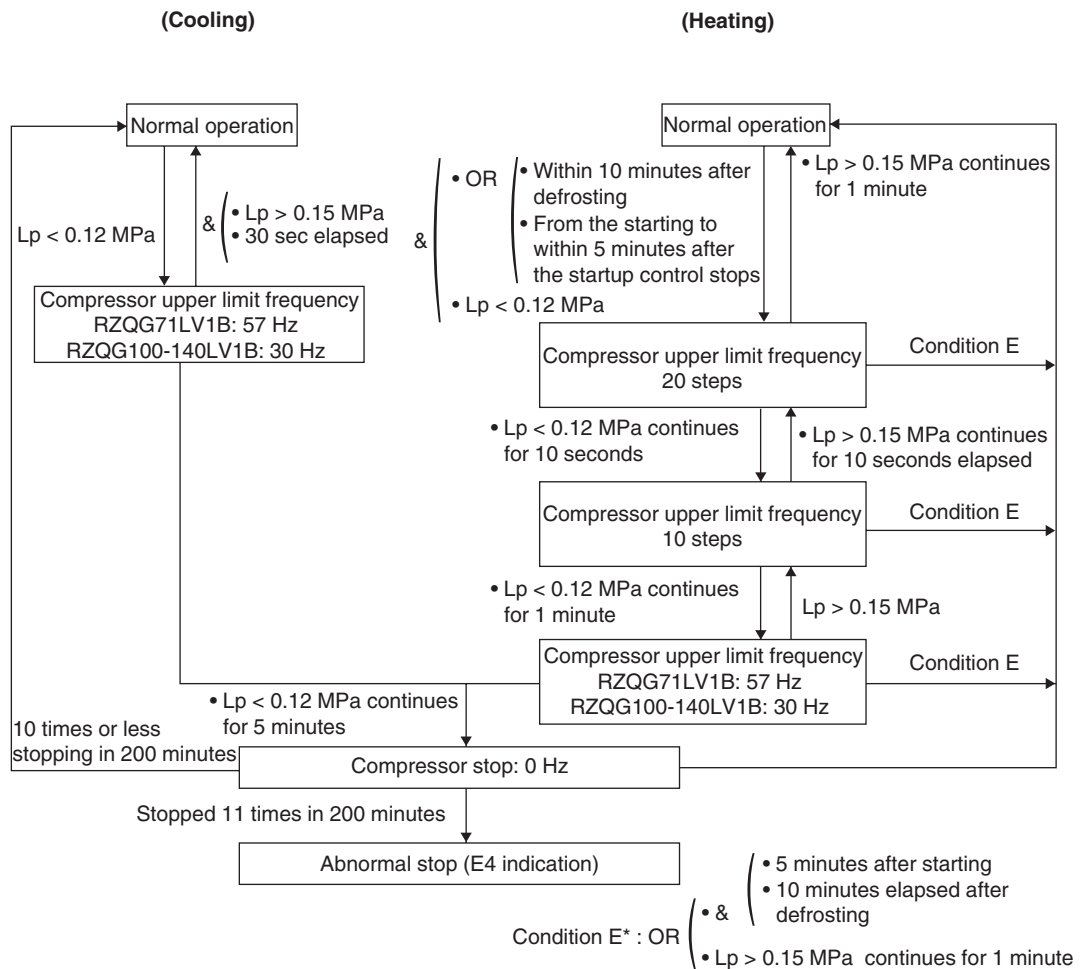 (Cooling)
(Heating)
Normal operation
Lp < 0.12 MPa
&
• Lp > 0.15 MPa
• 30 sec elapsed
Compressor upper limit frequency
RZQG71LV1B: 57 Hz
RZQG100-140LV1B: 30 Hz
Normal operation
&
• OR
• Within 10 minutes after
defrosting
• From the starting to
within 5 minutes after
the startup control stops
• Lp < 0.12 MPa
• Lp > 0.15 MPa continues
for 1 minute
Compressor upper limit frequency
20 steps
Condition E
• Lp < 0.12 MPa continues
for 10 seconds
• Lp > 0.15 MPa continues
for 10 seconds elapsed
Compressor upper limit frequency
10 steps
Condition E
• Lp < 0.12 MPa continues
for 1 minute
Lp > 0.15 MPa
Compressor upper limit frequency
RZQG71LV1B: 57 Hz
RZQG100-140LV1B: 30 Hz
Condition E
• Lp < 0.12 MPa continues
for 5 minutes
10 times or less
stopping in 200 minutes
Compressor stop: 0 Hz
Stopped 11 times in 200 minutes
Abnormal stop (E4 indication)
Condition E* : OR
• &
• 5 minutes after starting
• 10 minutes elapsed after
defrosting
• Lp > 0.15 MPa continues for 1 minute